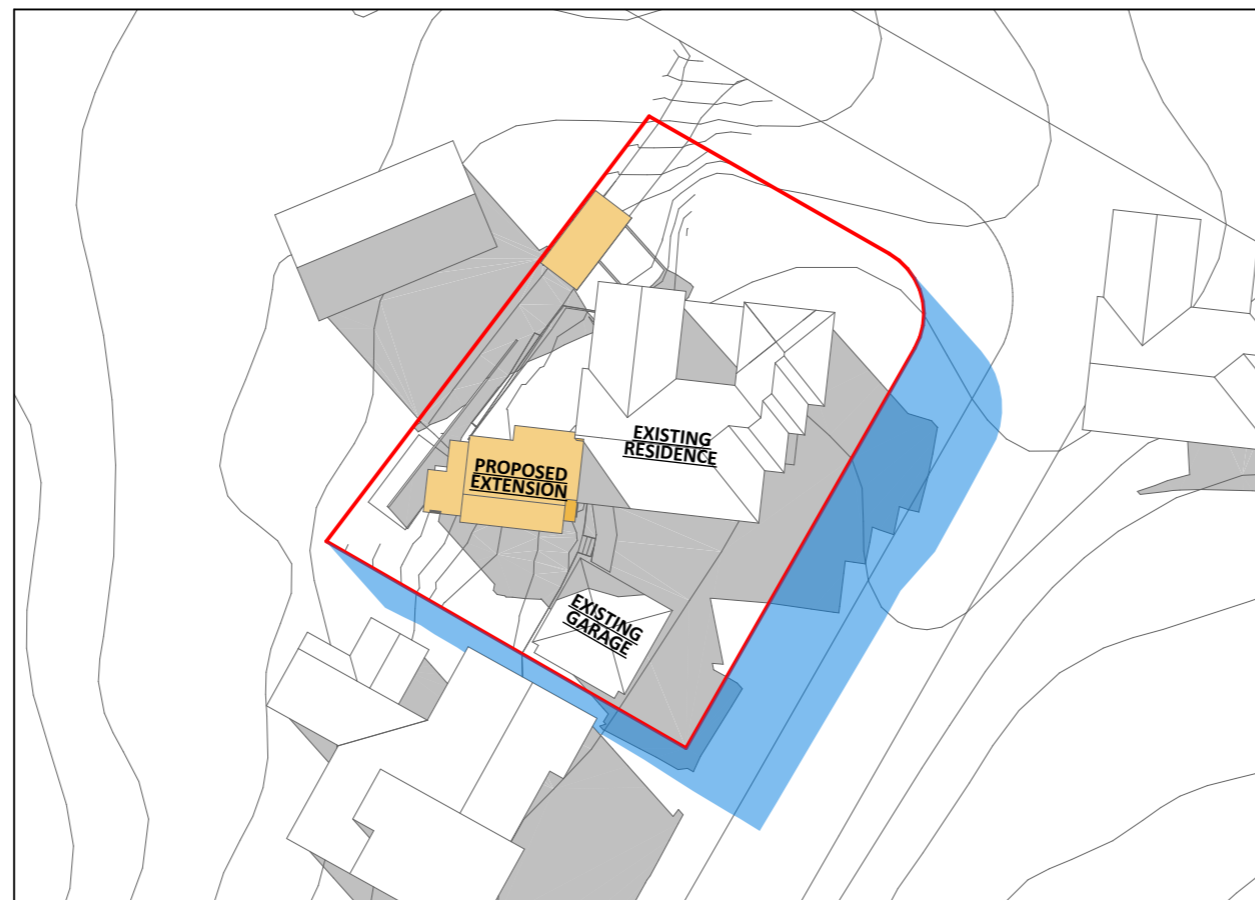 EXISTING
RESIDENCE
PROPOSED
EXTENSION
EXISTING
GARAGE